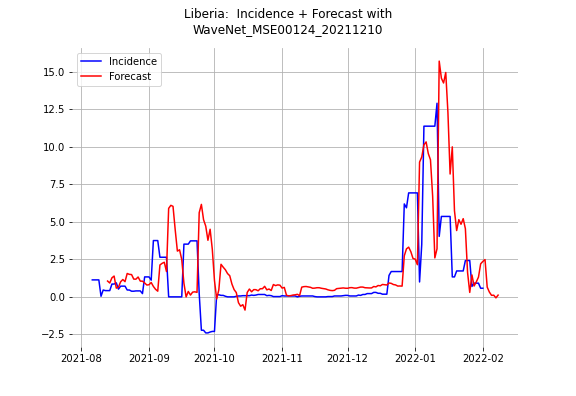 Liberia:  Incidence + Forecast with
WaveNet_MSE00124_20211210
Incidence
Forecast
15.0
12.5
10.0
7.5
5.0
2.5
0.0
−2.5
2021-08 2021-09 2021-10 2021-11 2021-12 2022-01 2022-02